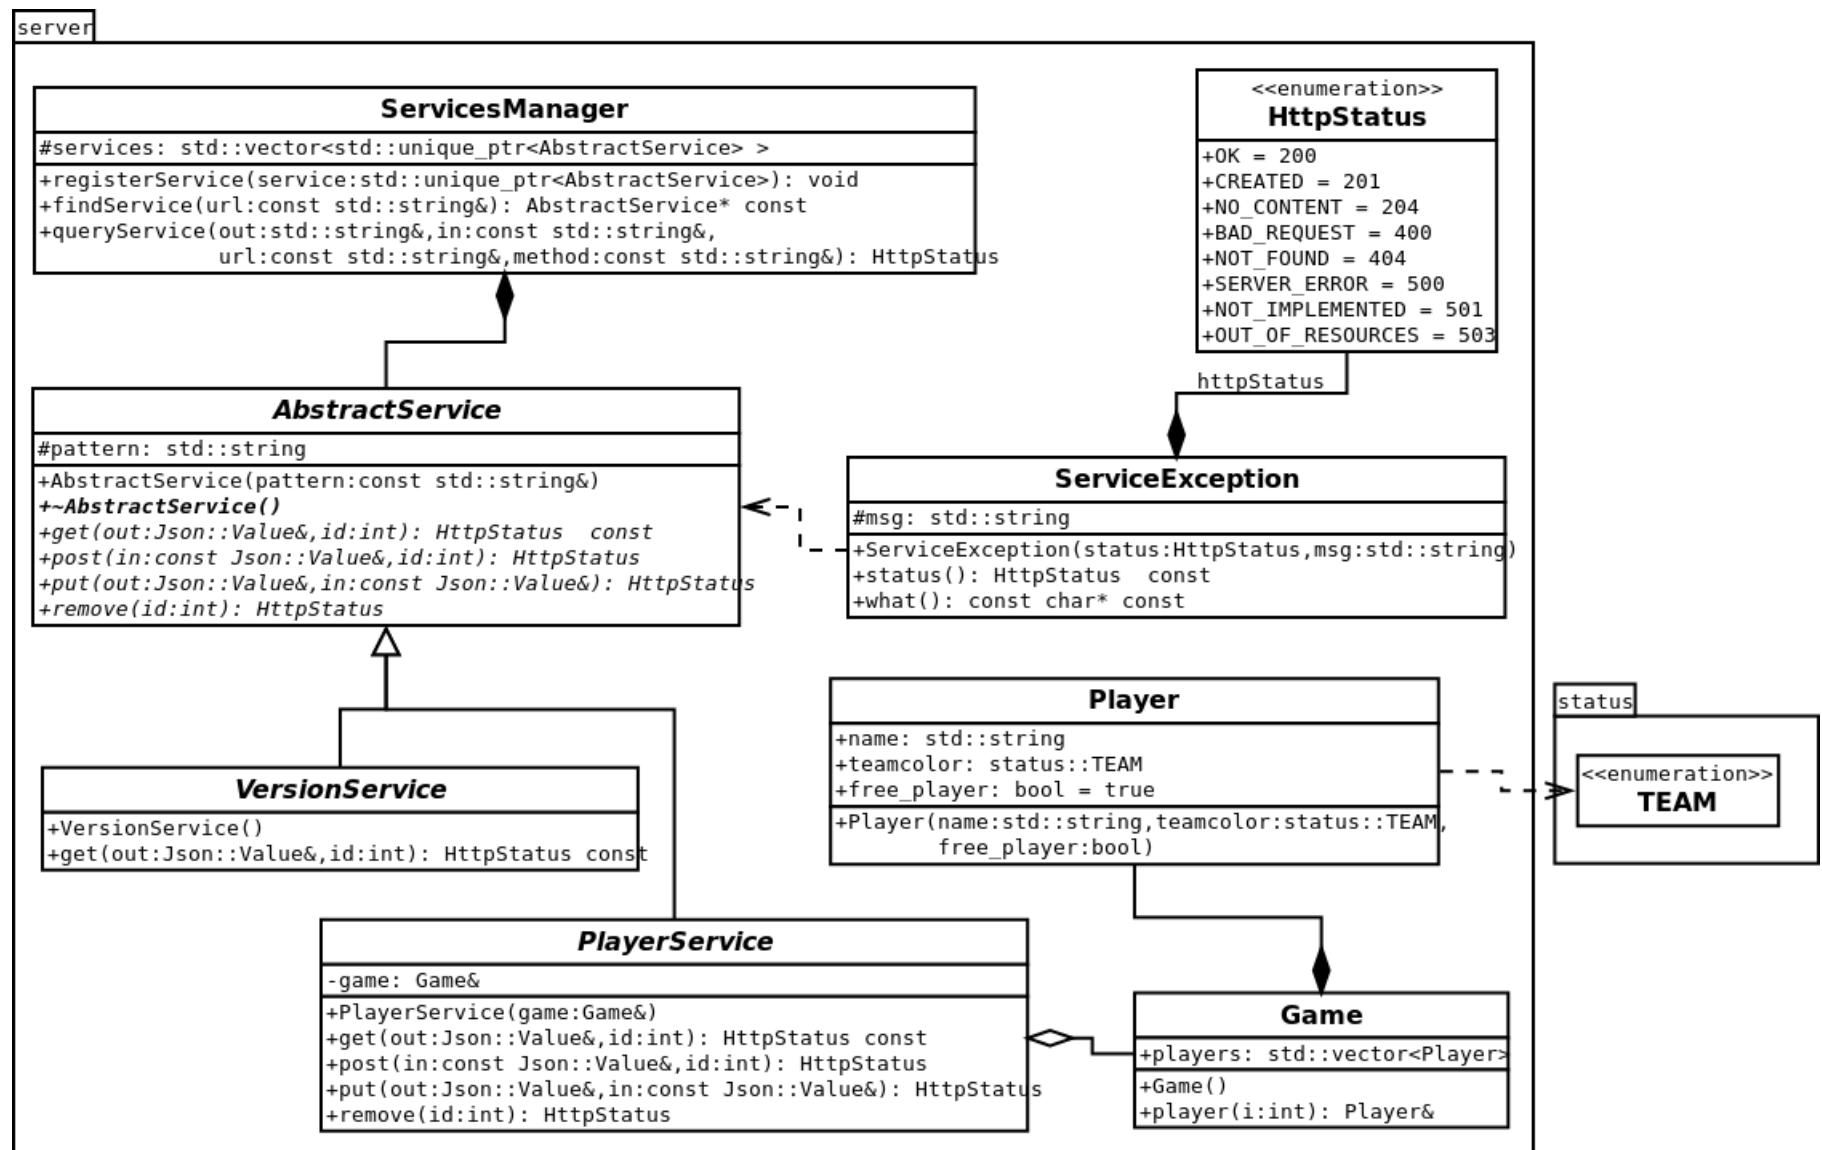 server
ServicesManager
#services: std::vector<std::unique_ptr<AbstractService> >
+registerService(service:std::unique_ptr<AbstractService>): void
+findService(url:const std::string&): AbstractService* const
+queryService(out:std::string&,in:const std::string&,
url:const std::string&,method:const std::string&): HttpStatus
<<enumeration>>
HttpStatus
+OK = 200
+CREATED = 201
+NO_CONTENT = 204
+BAD_REQUEST = 400
+NOT_FOUND = 404
+SERVER_ERROR = 500
+NOT_IMPLEMENTED = 501
+OUT_OF_RESOURCES = 503
httpStatus
AbstractService
#pattern: std::string
+AbstractService(pattern:const std::string&)
+~AbstractService()
+get(out:Json::Value&,id:int): HttpStatus  const
+post(in:const Json::Value&,id:int): HttpStatus
+put(out:Json::Value&,in:const Json::Value&): HttpStatus
+remove(id:int): HttpStatus
ServiceException
#msg: std::string
+ServiceException(status:HttpStatus,msg:std::string)
+status(): HttpStatus  const
+what(): const char* const
Player
+name: std::string
+teamcolor: status::TEAM
+free_player: bool = true
+Player(name:std::string,teamcolor:status::TEAM,
free_player:bool)
status
<<enumeration>>
TEAM
VersionService
+VersionService()
+get(out:Json::Value&,id:int): HttpStatus const
PlayerService
-game: Game&
+PlayerService(game:Game&)
+get(out:Json::Value&,id:int): HttpStatus const
+post(in:const Json::Value&,id:int): HttpStatus
+put(out:Json::Value&,in:const Json::Value&): HttpStatus
+remove(id:int): HttpStatus
Game
+players: std::vector<Player>
+Game()
+player(i:int): Player&